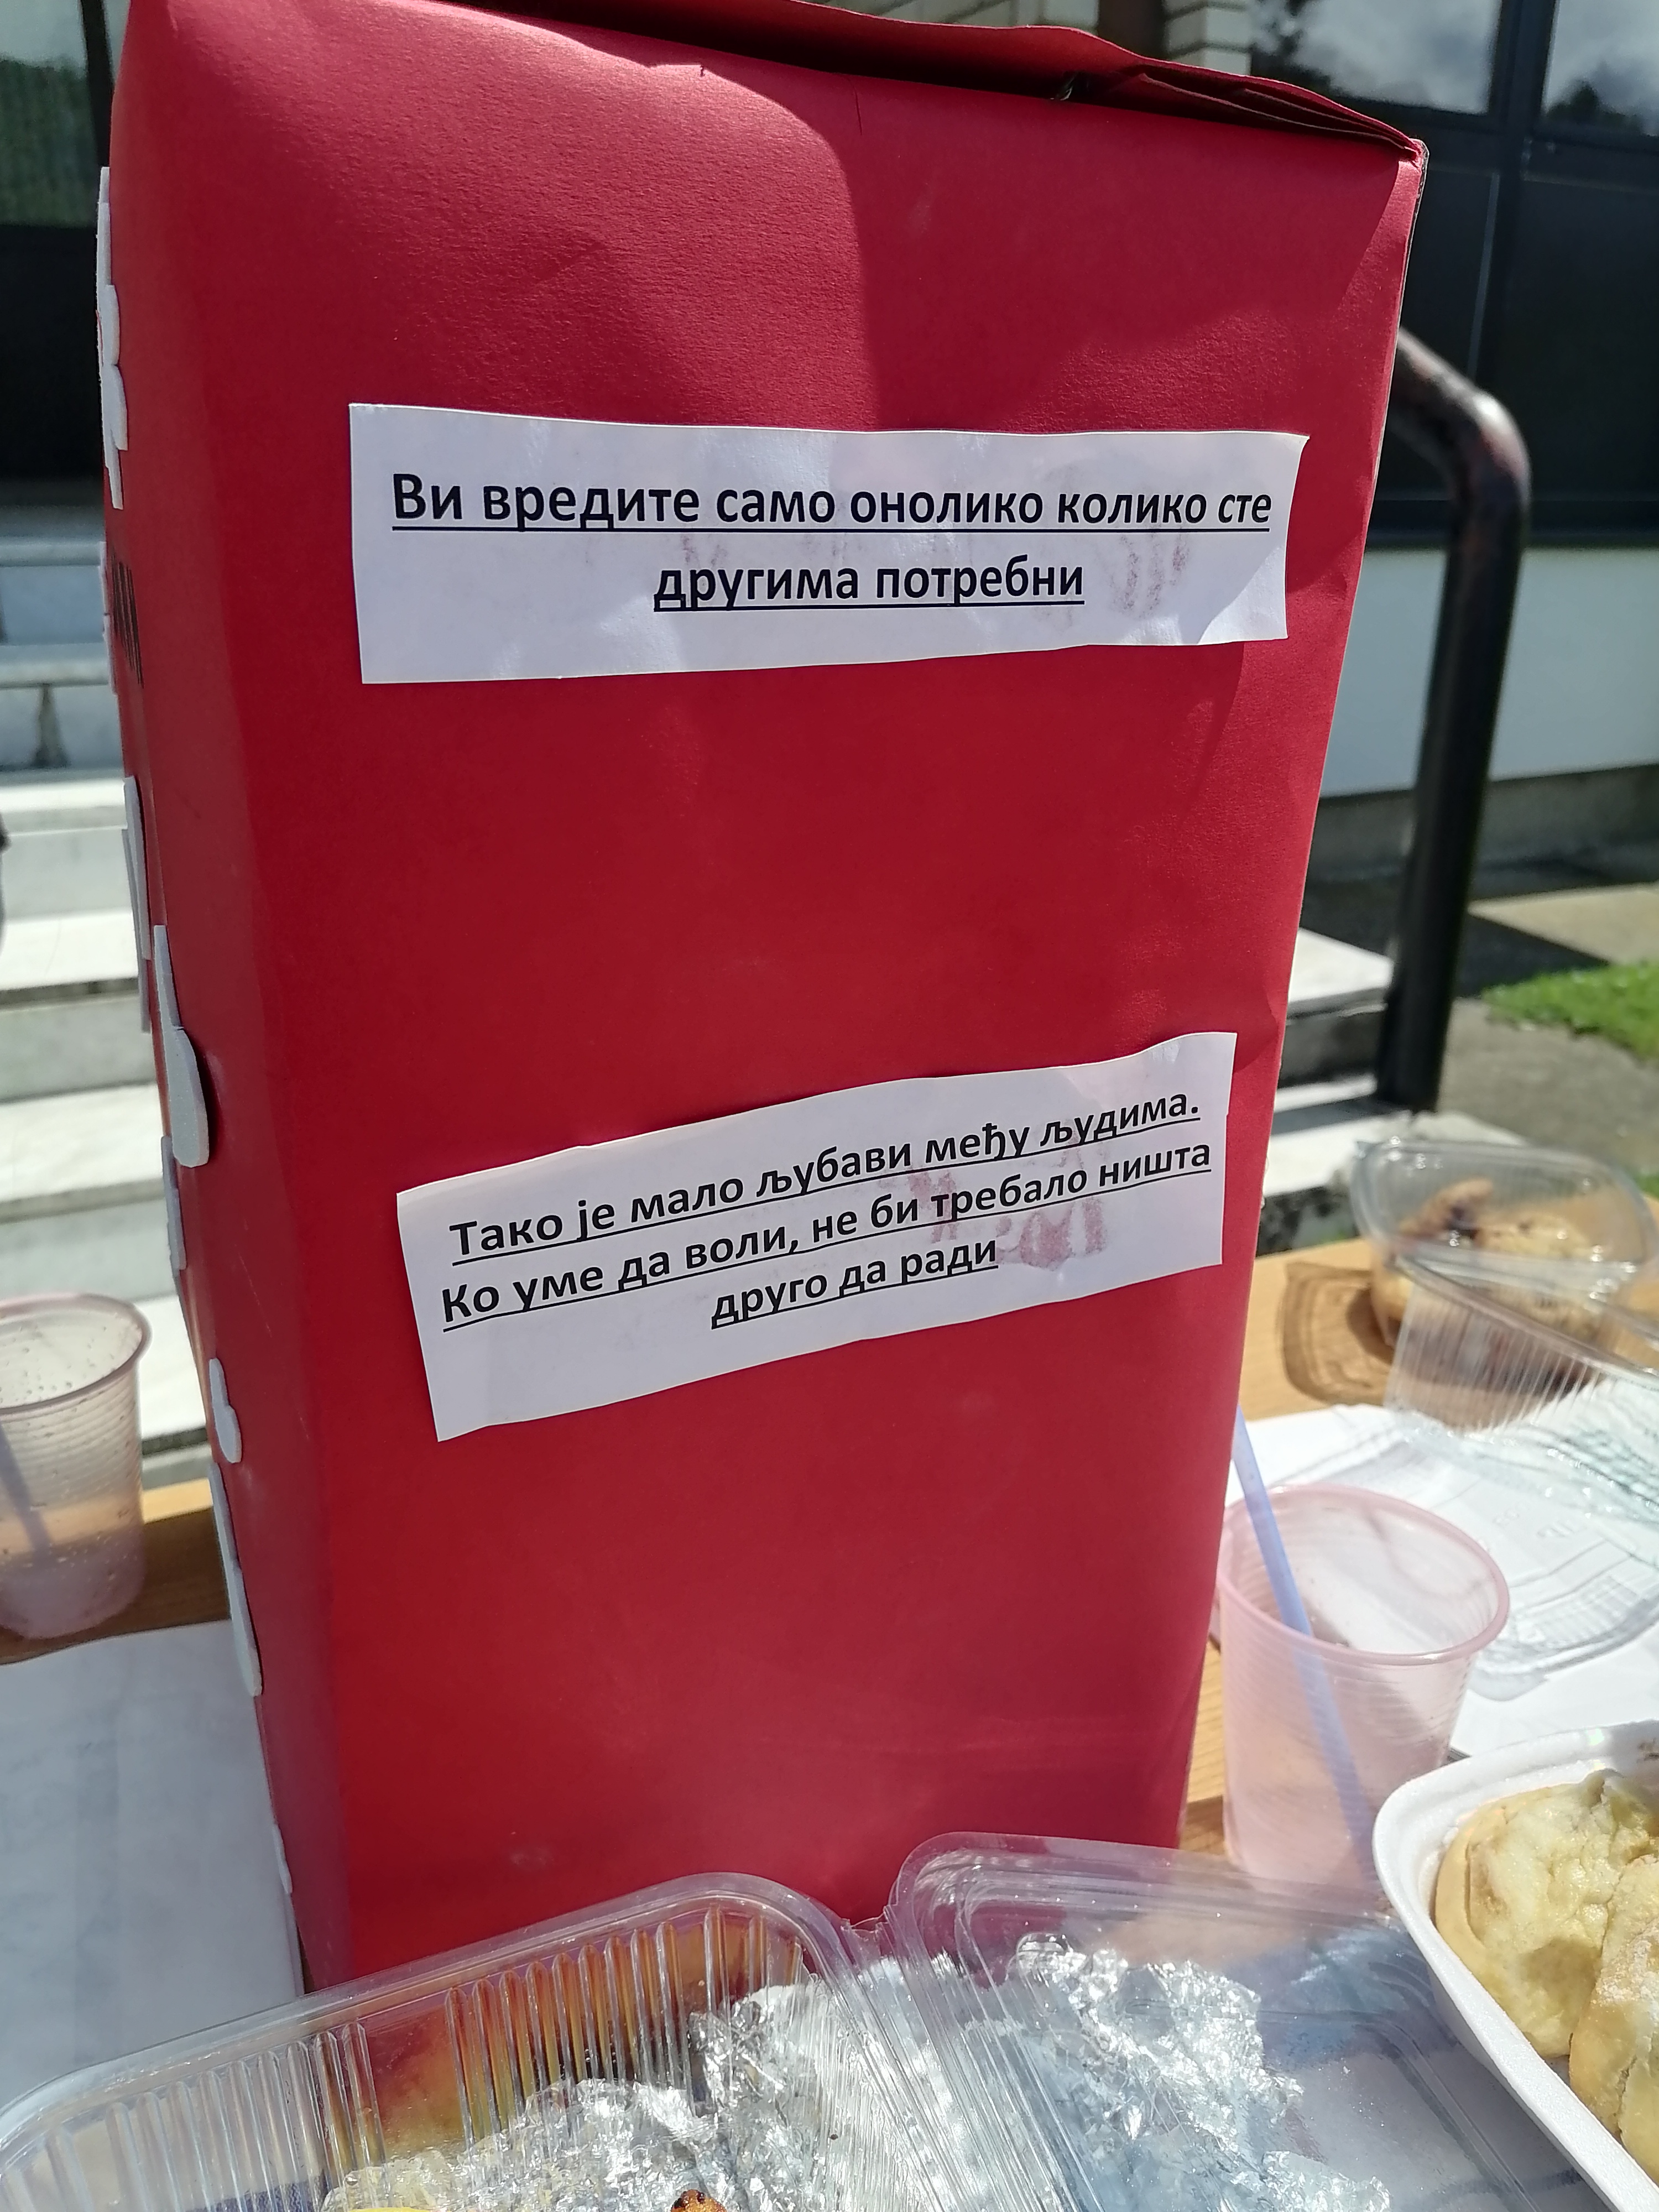 Ви вредите само онолико колико сте
другима потребни
Тако је мало љубави међу људима.
Ко уме да воли, не би требало ништа
друго да ради